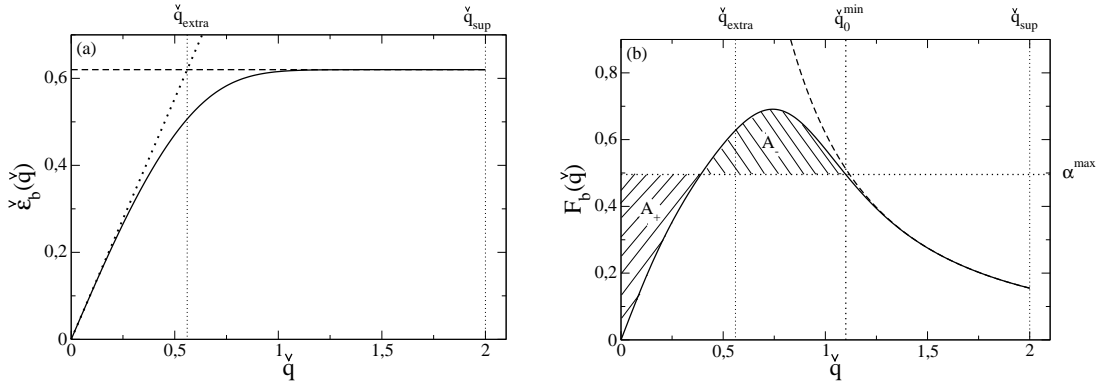 q̌extra
q̌sup
(a)
0,6
0,4
0,2
0
ε̌b(q̌)
0
0,5
1
1,5
2
q̌
q̌extra
q̌0min
q̌sup
(b)
0,8
0,6
0,4
0,2
0
Fb(q̌)
A-
A+
αmax
0
0,5
1
1,5
2
q̌